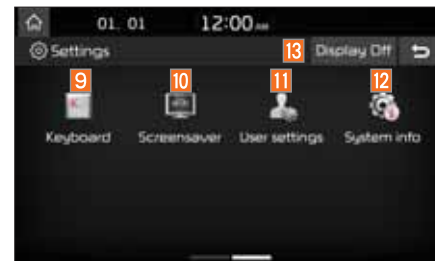 01. 01 12:00 AM
Settings 13 Display Off
9 10 11 12
Keyboard Screensaver User settings System info